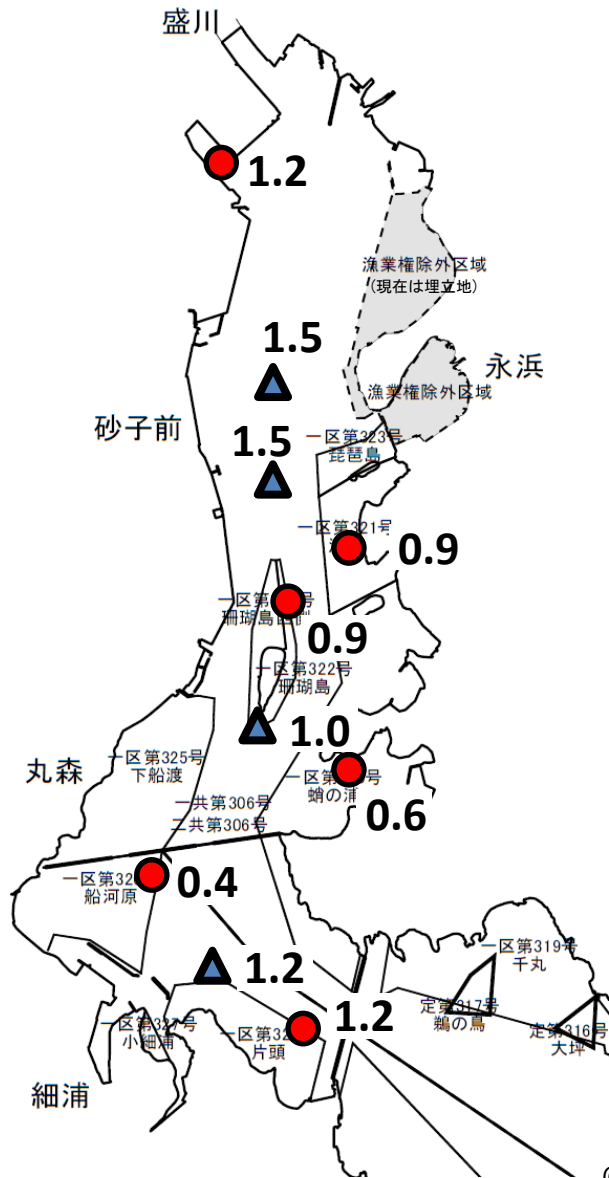 盛川
1.2
漁業権除外区域
(現在は埋立地)
1.5
永浜
漁業権除外区域
砂子前
1.5
一区第323号
琵琶島
一区第321号
0.9
一区第
号
珊瑚島
0.9
一区第322号
珊瑚島
1.0
一区第325号
下船渡
丸森
一区第
号
蛸の浦
一共第306号
二共第306号
0.6
一区第32
船河原
0.4
1.2
一区第319号
千丸
定第317号
鵜の鳥
1.2
定第316号
大坪
一区第327号
小細浦
一区第32
片頭
細浦